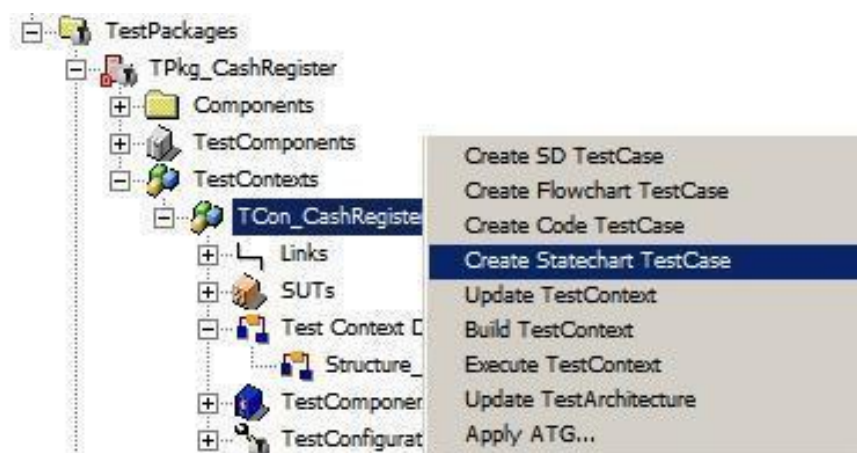 TestPackages
TPkg_CashRegister
Components
TestComponents
TestContexts
TCon_CashRegiste
Links
SUTs
Test Context D
Structure_
TestComponen
TestConfigurat
Create SD TestCase
Create Flowchart TestCase
Create Code TestCase
Create Statechart TestCase
Update TestContext
Build TestContext
Execute TestContext
Update TestArchitecture
Apply ATG...